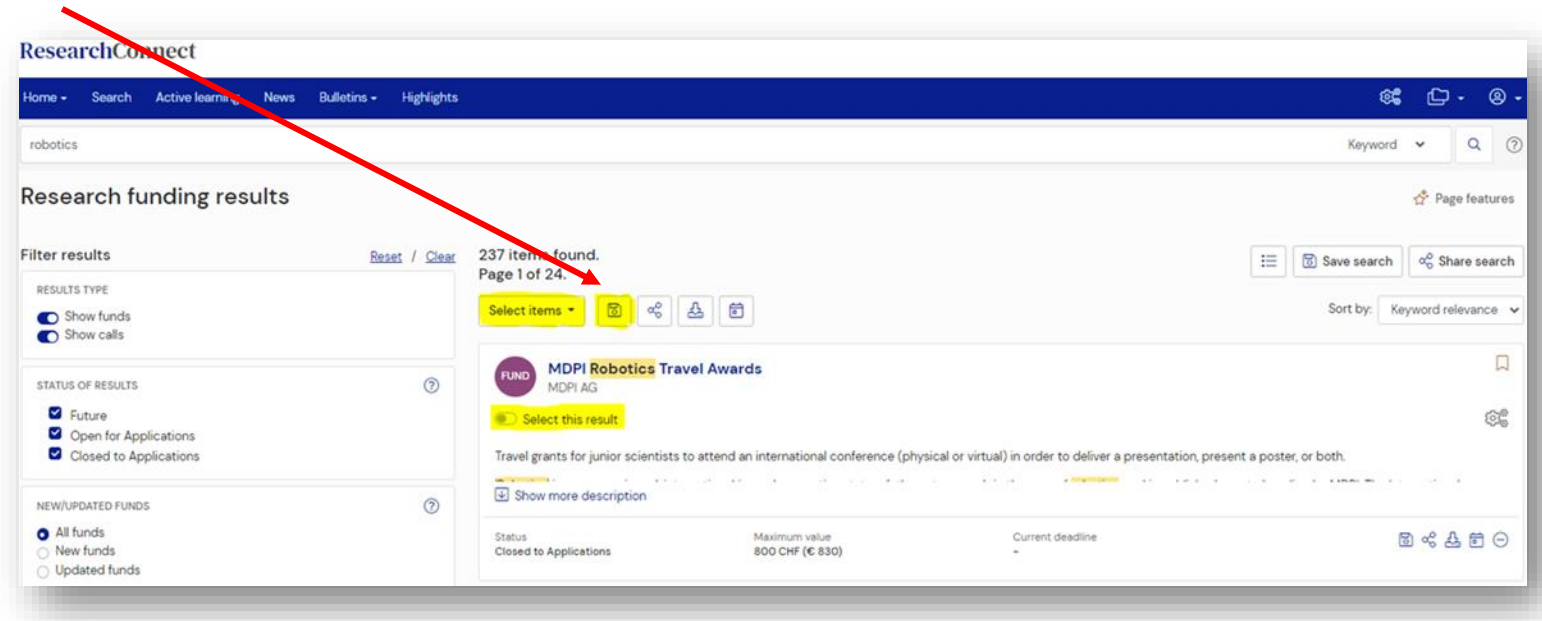 ResearchConnect
Home Search Active learning News Bulletins Highlights
robotics Keyword
Research funding results
Page features
Filter results Reset / Clear
237 items found.
Page 1 of 24.
Save search Share search
RESULTS TYPE
Show funds
Show calls
Select items
Sort by: Keyword relevance
STATUS OF RESULTS
Future
Open for Applications
Closed to Applications
FUND
MDPI Robotics Travel Awards
MDPI AG
Select this result
Travel grants for junior scientists to attend an international conference (physical or virtual) in order to deliver a presentation, present a poster, or both.
Show more description
NEW/UPDATED FUNDS
All funds
New funds
Updated funds
Status Maximum value Current deadline
Closed to Applications 800 CHF (€ 830) -